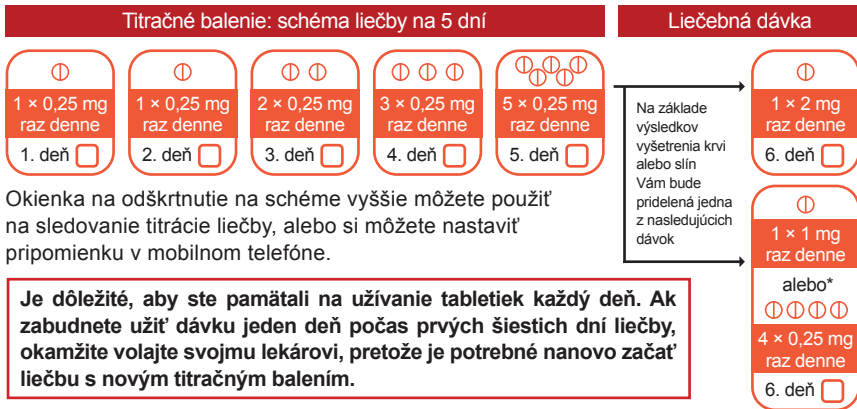 Titračné balenie: schéma liečby na 5 dní
Liečebná dávka
1 × 0,25 mg
raz denne
1. deň
1 × 0,25 mg
raz denne
2. deň
2 × 0,25 mg
raz denne
3. deň
3 × 0,25 mg
raz denne
4. deň
5 × 0,25 mg
raz denne
5. deň
Na základe
výsledkov
vyšetrenia krvi
alebo slín
Vám bude
pridelená jedna
z nasledujúcich
dávok
1 × 2 mg
raz denne
6. deň
1 × 1 mg
raz denne
alebo*
4 × 0,25 mg
raz denne
6. deň
Okienka na odškrtnutie na schéme vyššie môžete použiť
na sledovanie titrácie liečby, alebo si môžete nastaviť
pripomienku v mobilnom telefóne.
Je dôležité, aby ste pamätali na užívanie tabletiek každý deň. Ak
zabudnete užiť dávku jeden deň počas prvých šiestich dní liečby,
okamžite volajte svojmu lekárovi, pretože je potrebné nanovo začať
liečbu s novým titračným balením.